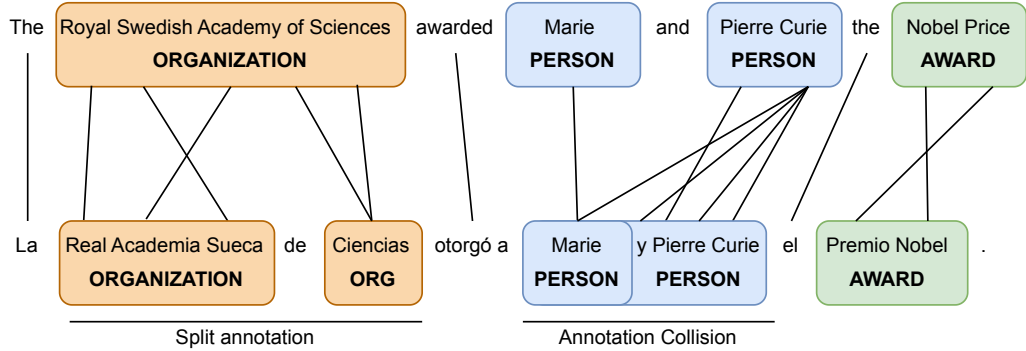 The Royal Swedish Academy of Sciences awarded Marie and Pierre Curie the Nobel Price
ORGANIZATION PERSON PERSON AWARD
La Real Academia Sueca de Ciencias otorgó a Marie y Pierre Curie el Premio Nobel .
ORGANIZATION ORG PERSON PERSON AWARD
Split annotation Annotation Collision